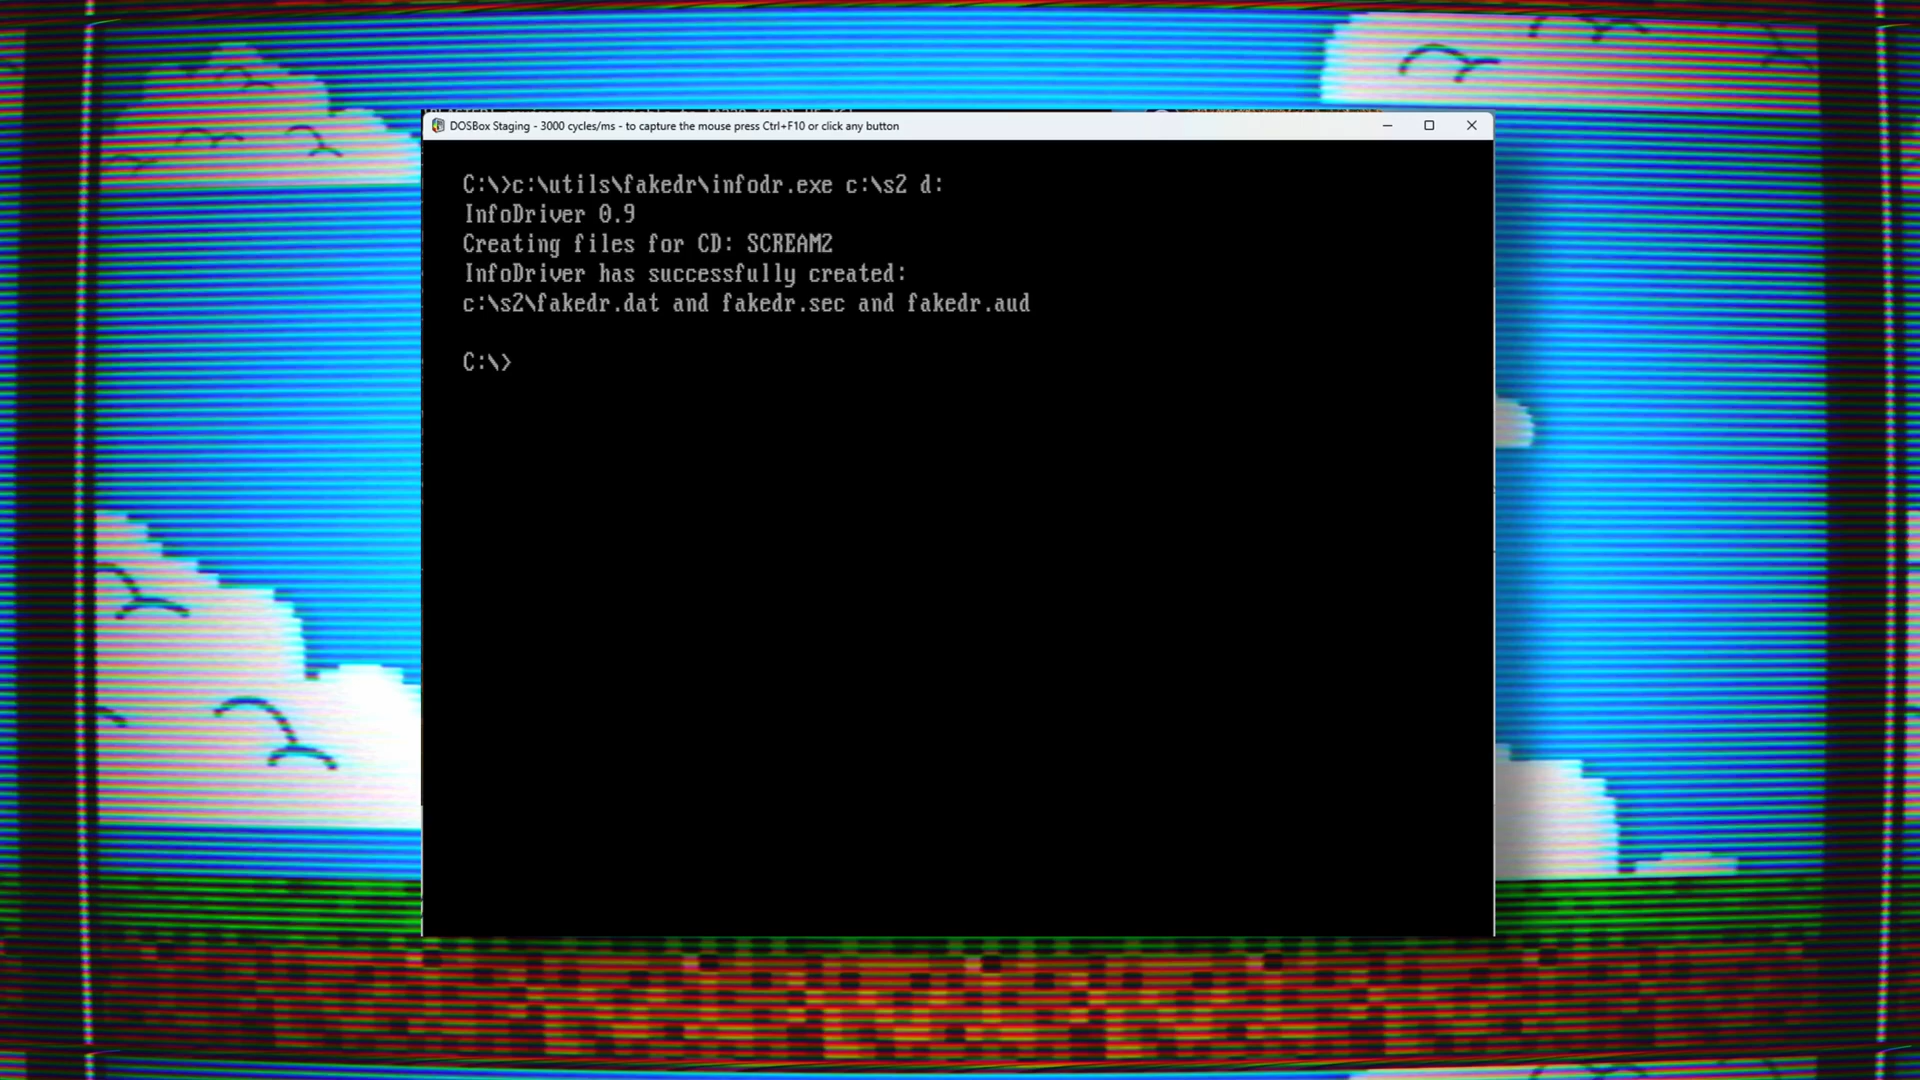 DOSBox Staging - 3000 cycles/ms - to capture the mouse press Ctrl+F10 or click any button
C:\>c:\utils\fakedr\infodr.exe c:\s2 d:
InfoDriver 0.9
Creating files for CD: SCREAM2
InfoDriver has successfully created:
c:\s2\fakedr.dat and fakedr.sec and fakedr.aud
C:\>